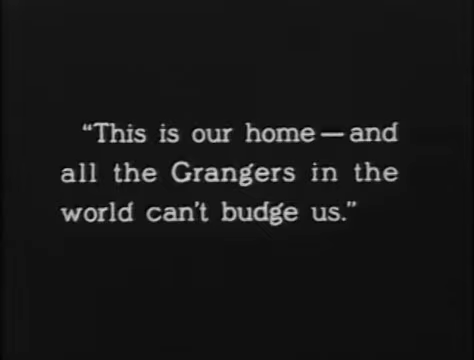 “This is our home—and
all the Grangers in the
world can't budge us.”